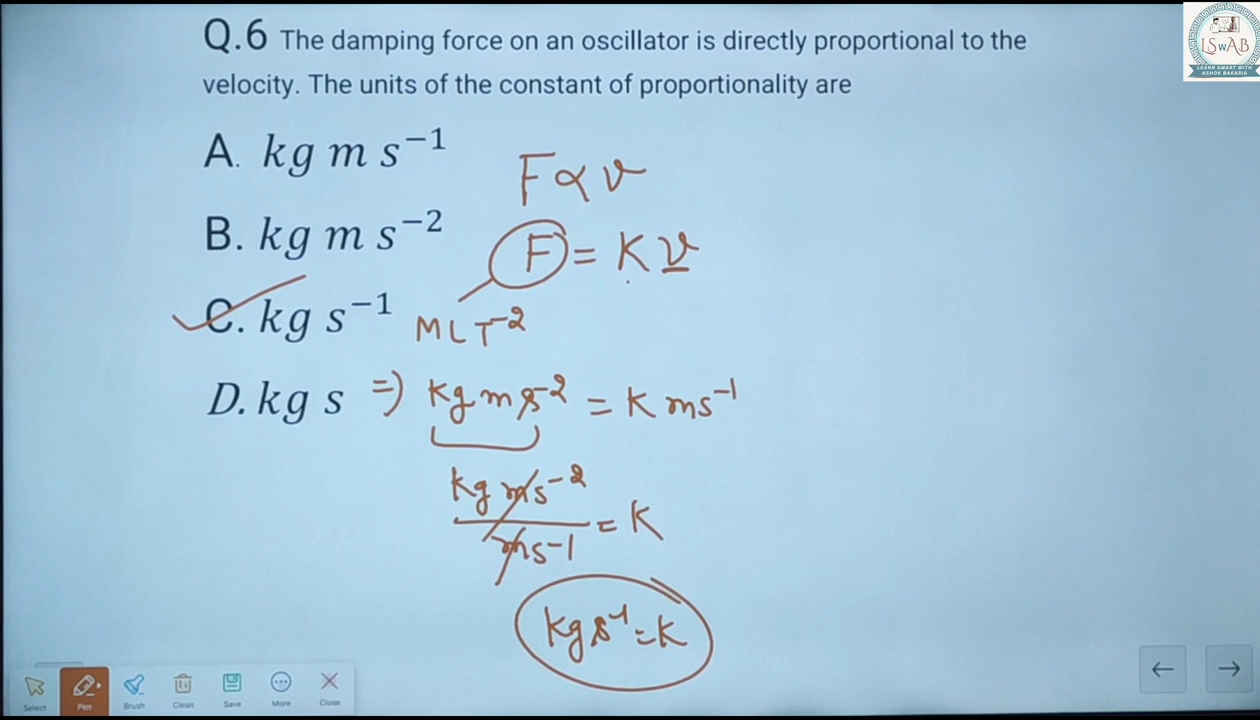 Q.6 The damping force on an oscillator is directly proportional to the
velocity. The units of the constant of proportionality are
A. kg m s⁻¹
B. kg m s⁻²
C. kg s⁻¹
D. kg s
F ∝ v
F = K v
MLT⁻²
⇒ kg m s⁻² = K ms⁻¹
kg m s⁻²
ms⁻¹
= K
kg s⁻¹ = K
LSwAB
LEARN SMART WITH
ASHOK BAKARIA
Select
Pen
Brush
Clean
Save
More
Close